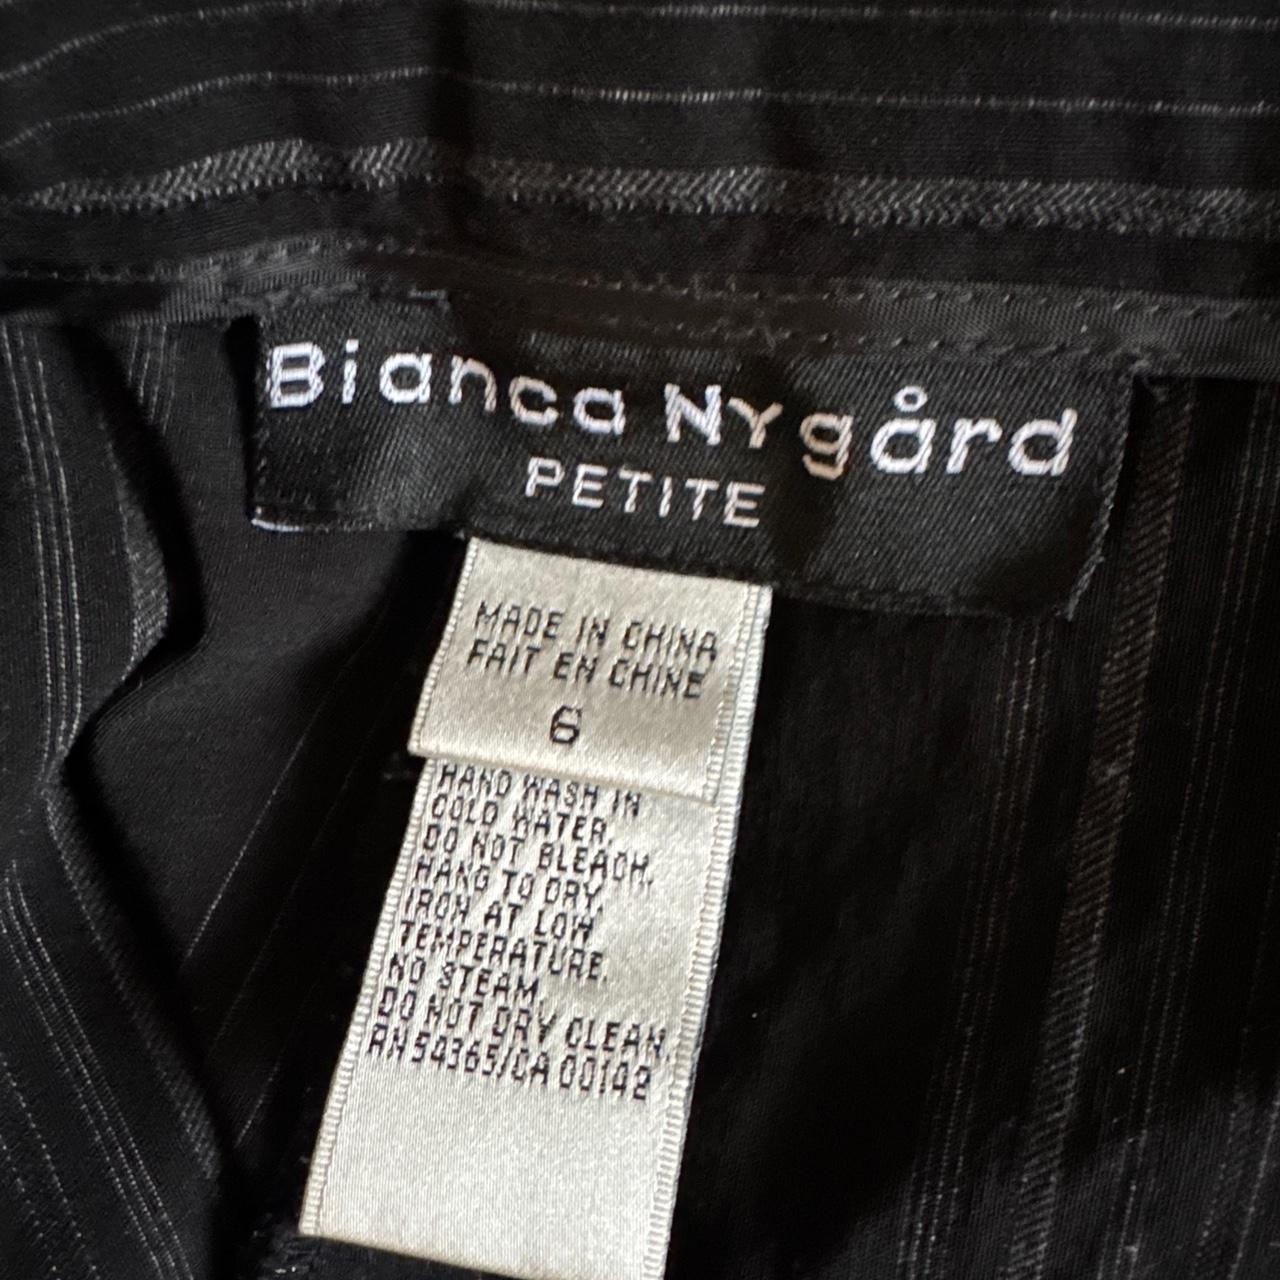 Bianca Nygård
PETITE
MADE IN CHINA
FAIT EN CHINE
6
HAND WASH IN
COLD WATER.
DO NOT BLEACH.
HANG TO DRY.
IRON AT LOW
TEMPERATURE.
NO STEAM.
DO NOT DRY CLEAN.
RN 54365/CA 00142